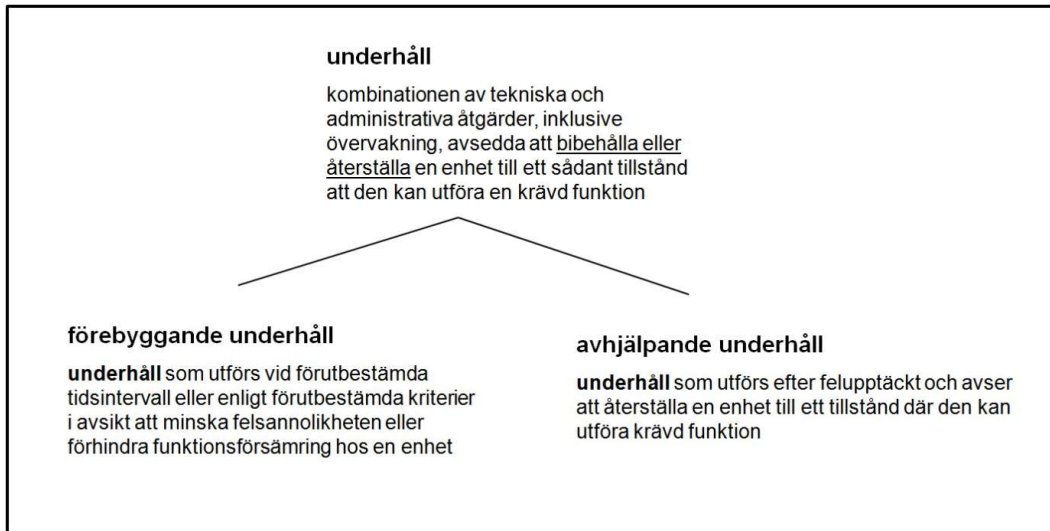 underhåll
kombinationen av tekniska och
administrativa åtgärder, inklusive
övervakning, avsedda att bibehålla eller
återställa en enhet till ett sådant tillstånd
att den kan utföra en krävd funktion
förebyggande underhåll
underhåll som utförs vid förutbestämda
tidsintervall eller enligt förutbestämda kriterier
i avsikt att minska felsannolikheten eller
förhindra funktionsförsämring hos en enhet
avhjälpande underhåll
underhåll som utförs efter felupptäckt och avser
att återställa en enhet till ett tillstånd där den kan
utföra krävd funktion